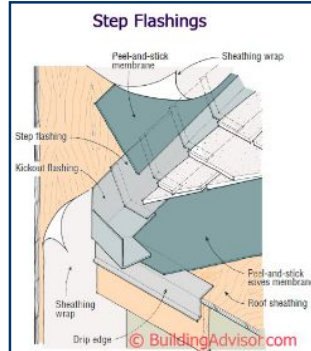 Step Flashings
Peel-and-stick
membrane
Sheathing wrap
Step flashing
Kickout flashing
Peel-and-stick
eaves membrane
Sheathing
wrap
Roof sheathing
Drip edge
© BuildingAdvisor.com